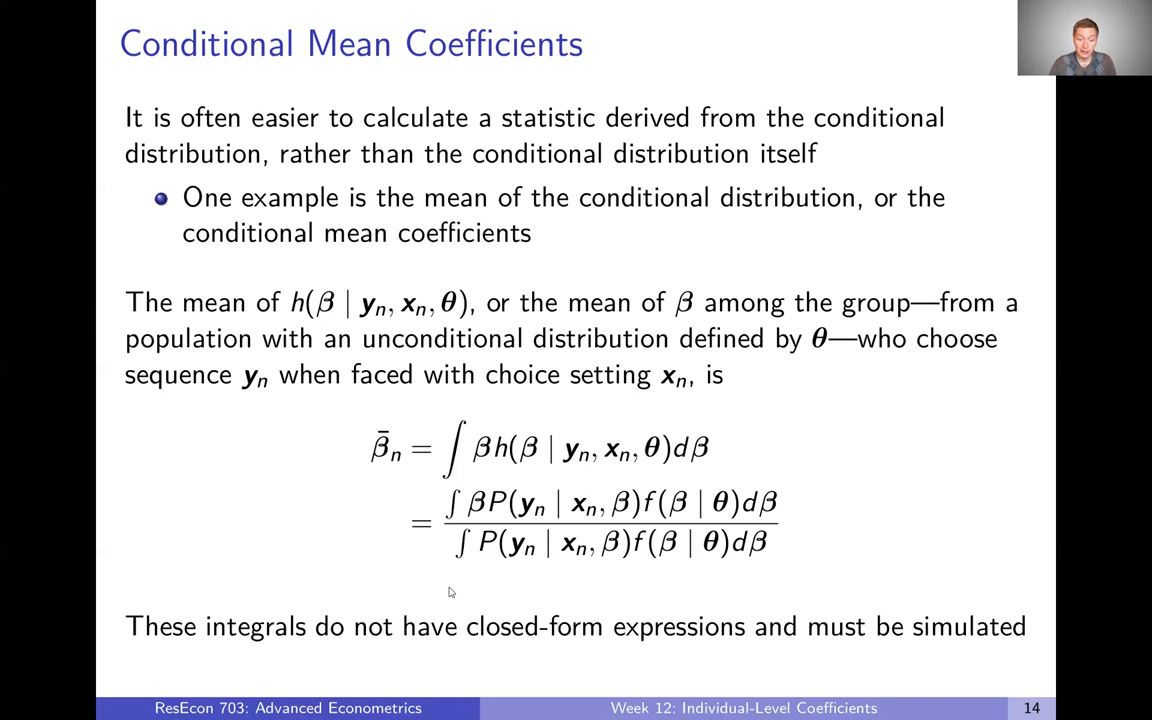 Conditional Mean Coefficients
It is often easier to calculate a statistic derived from the conditional
distribution, rather than the conditional distribution itself
One example is the mean of the conditional distribution, or the
conditional mean coefficients
The mean of h(β | yₙ, xₙ, θ), or the mean of β among the group—from a
population with an unconditional distribution defined by θ—who choose
sequence yₙ when faced with choice setting xₙ, is
β̄ₙ = ∫ βh(β | yₙ, xₙ, θ)dβ
= ∫ βP(yₙ | xₙ, β)f(β | θ)dβ
∫ P(yₙ | xₙ, β)f(β | θ)dβ
These integrals do not have closed-form expressions and must be simulated
ResEcon 703: Advanced Econometrics Week 12: Individual-Level Coefficients 14